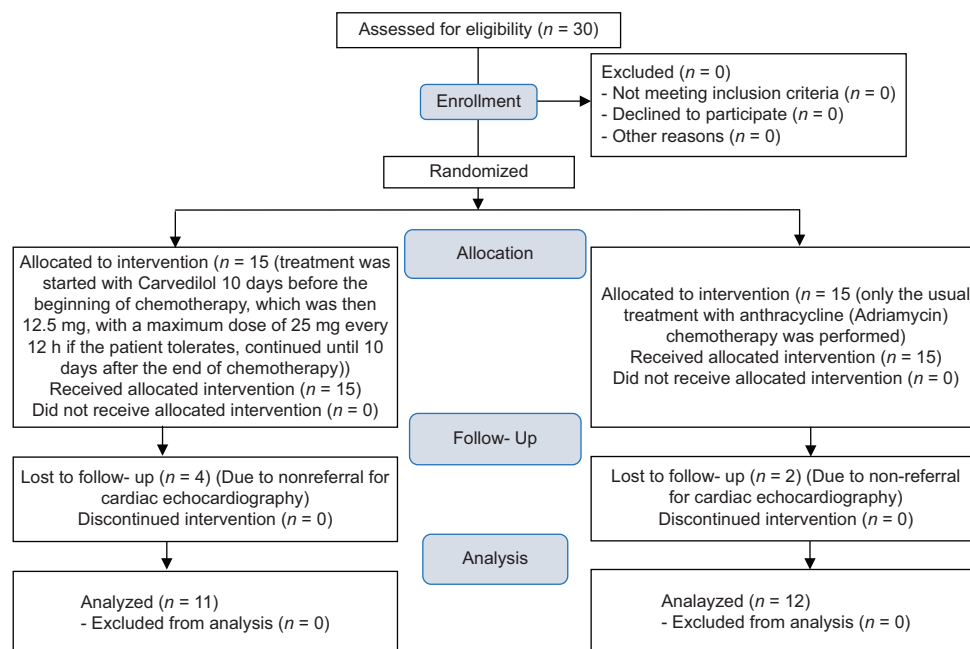 Assessed for eligibility (n = 30)
Enrollment
Excluded (n = 0)
- Not meeting inclusion criteria (n = 0)
- Declined to participate (n = 0)
- Other reasons (n = 0)
Randomized
Allocation
Allocated to intervention (n = 15 (treatment was
started with Carvedilol 10 days before the
beginning of chemotherapy, which was then
12.5 mg, with a maximum dose of 25 mg every
12 h if the patient tolerates, continued until 10
days after the end of chemotherapy))
Received allocated intervention (n = 15)
Did not receive allocated intervention (n = 0)
Allocated to intervention (n = 15 (only the usual
treatment with anthracycline (Adriamycin)
chemotherapy was performed)
Received allocated intervention (n = 15)
Did not receive allocated intervention (n = 0)
Follow- Up
Lost to follow- up (n = 4) (Due to nonreferral for
cardiac echocardiography)
Discontinued intervention (n = 0)
Lost to follow- up (n = 2) (Due to non-referral
for cardiac echocardiography)
Discontinued intervention (n = 0)
Analysis
Analyzed (n = 11)
- Excluded from analysis (n = 0)
Analayzed (n = 12)
- Excluded from analysis (n = 0)